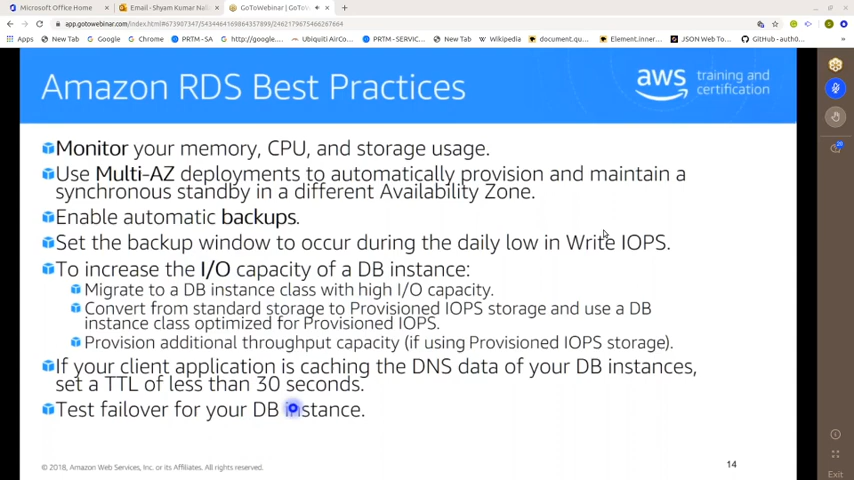 Microsoft Office Home
Email - Shyam Kumar Nai
GoToWebinar | GoToV
app.gotowebinar.com/index.html#673907347/5434464169864357899/2462179675466267664
Apps
New Tab
Google
Chrome
PRTM-SA
http://google...
Ubiquiti AirCo...
PRTM-SERVIC...
New Tab
Wikipedia
document.qu...
Element.inner...
JSON Web To...
GitHub - auth0...
Amazon RDS Best Practices
aws training and
certification
Monitor your memory, CPU, and storage usage.
Use Multi-AZ deployments to automatically provision and maintain a
synchronous standby in a different Availability Zone.
Enable automatic backups.
Set the backup window to occur during the daily low in Write IOPS.
To increase the I/O capacity of a DB instance:
Migrate to a DB instance class with high I/O capacity.
Convert from standard storage to Provisioned IOPS storage and use a DB
instance class optimized for Provisioned IOPS.
Provision additional throughput capacity (if using Provisioned IOPS storage).
If your client application is caching the DNS data of your DB instances,
set a TTL of less than 30 seconds.
Test failover for your DB instance.
© 2018, Amazon Web Services, Inc. or its Affiliates. All rights reserved.
14
Exit